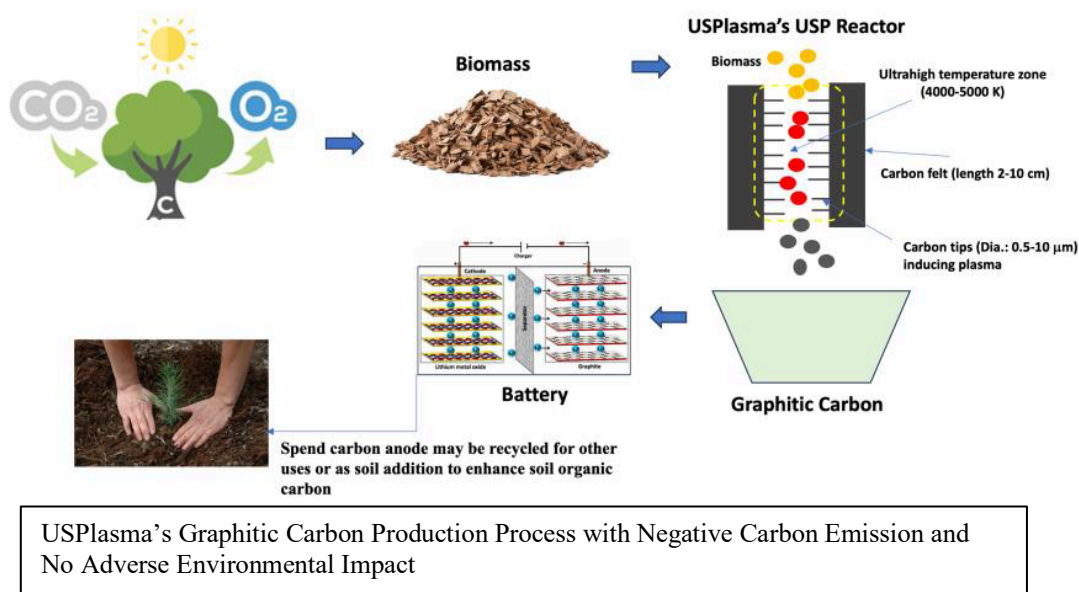 CO2
O2
C
Biomass
USPlasma's USP Reactor
Biomass
Ultrahigh temperature zone
(4000-5000 K)
Carbon felt (length 2-10 cm)
Carbon tips (Dia.: 0.5-10 μm)
inducing plasma
Graphitic Carbon
Charger
Cathode
Anode
Separator
Lithium metal oxide
Graphite
Battery
Spend carbon anode may be recycled for other
uses or as soil addition to enhance soil organic
carbon
USPlasma's Graphitic Carbon Production Process with Negative Carbon Emission and
No Adverse Environmental Impact